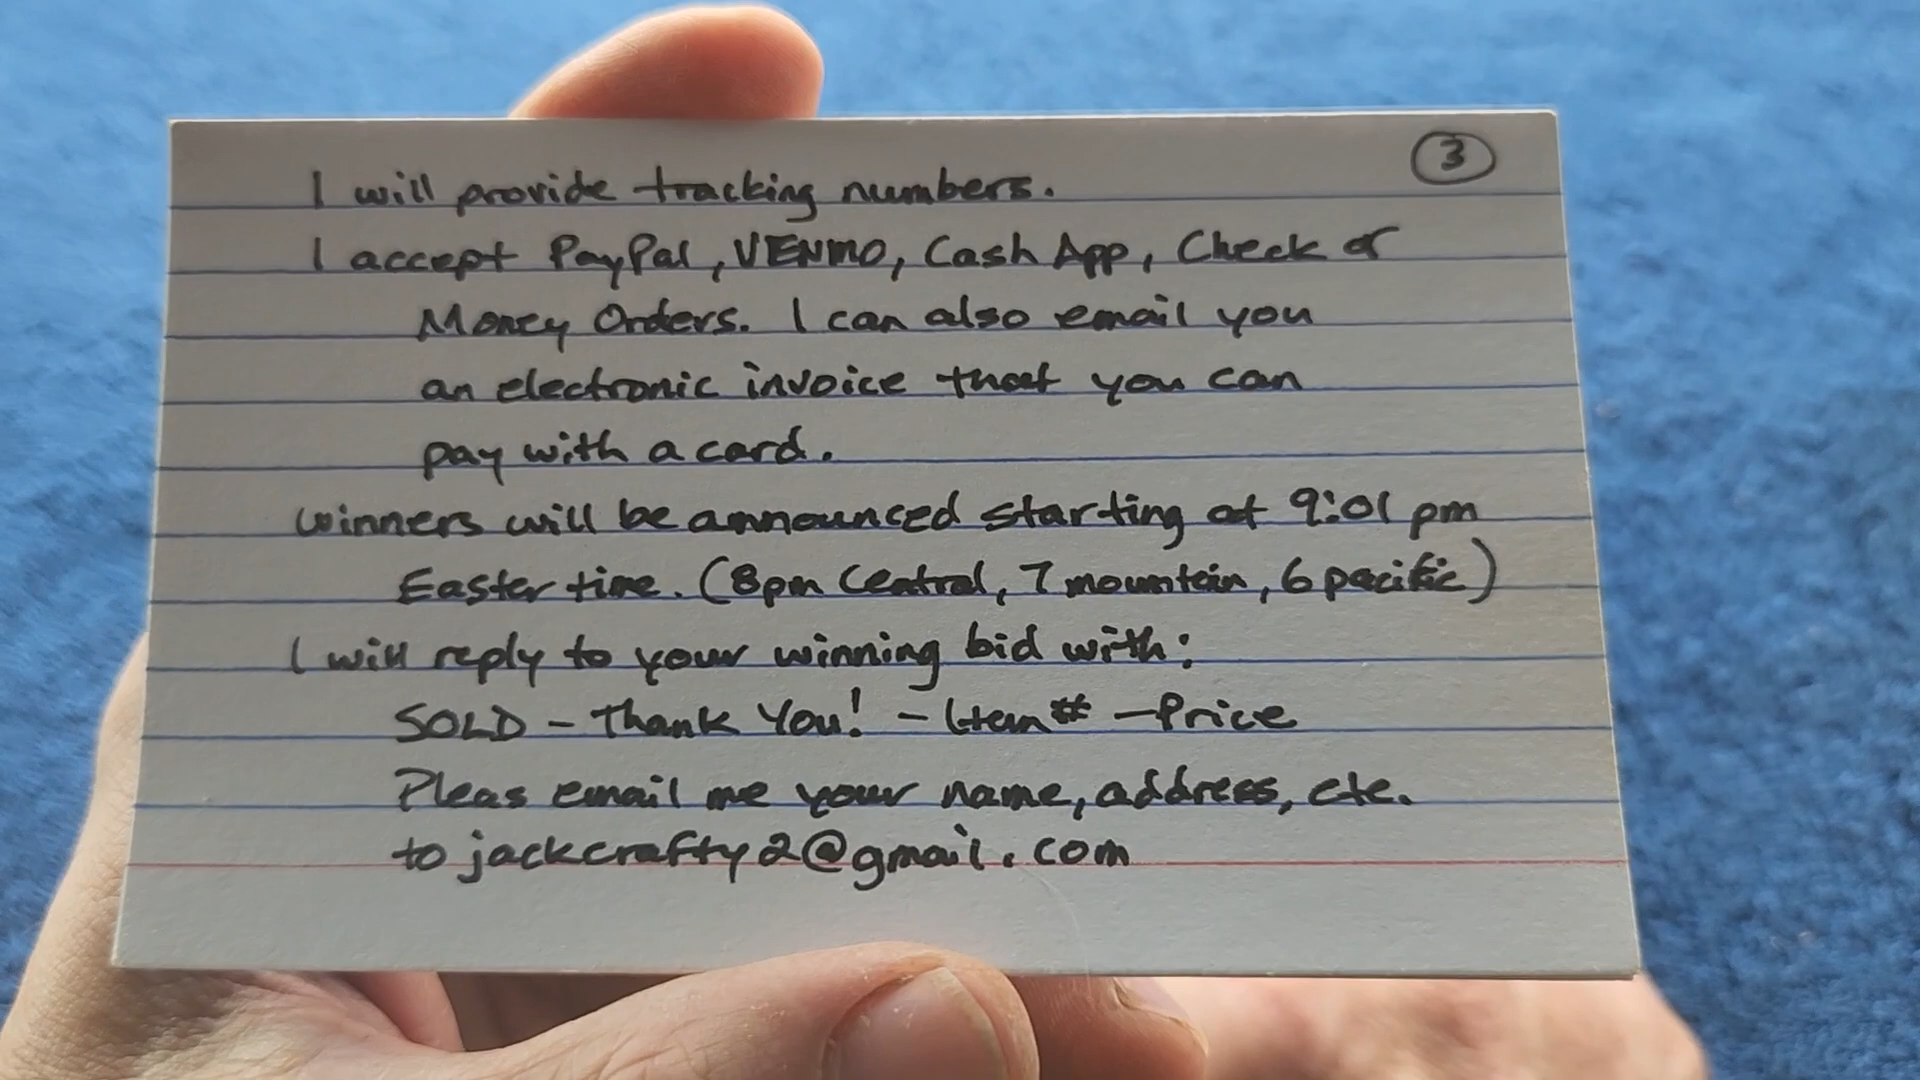 3
I will provide tracking numbers.
I accept PayPal, VENMO, Cash App, Check or
Money Orders. I can also email you
an electronic invoice that you can
pay with a card.
Winners will be announced starting at 9:01 pm
Easter time. (8pm Central, 7 mountain, 6 pacific)
I will reply to your winning bid with:
SOLD - Thank You! - Item # - Price
Pleas email me your name, address, etc.
to jackcrafty2@gmail.com